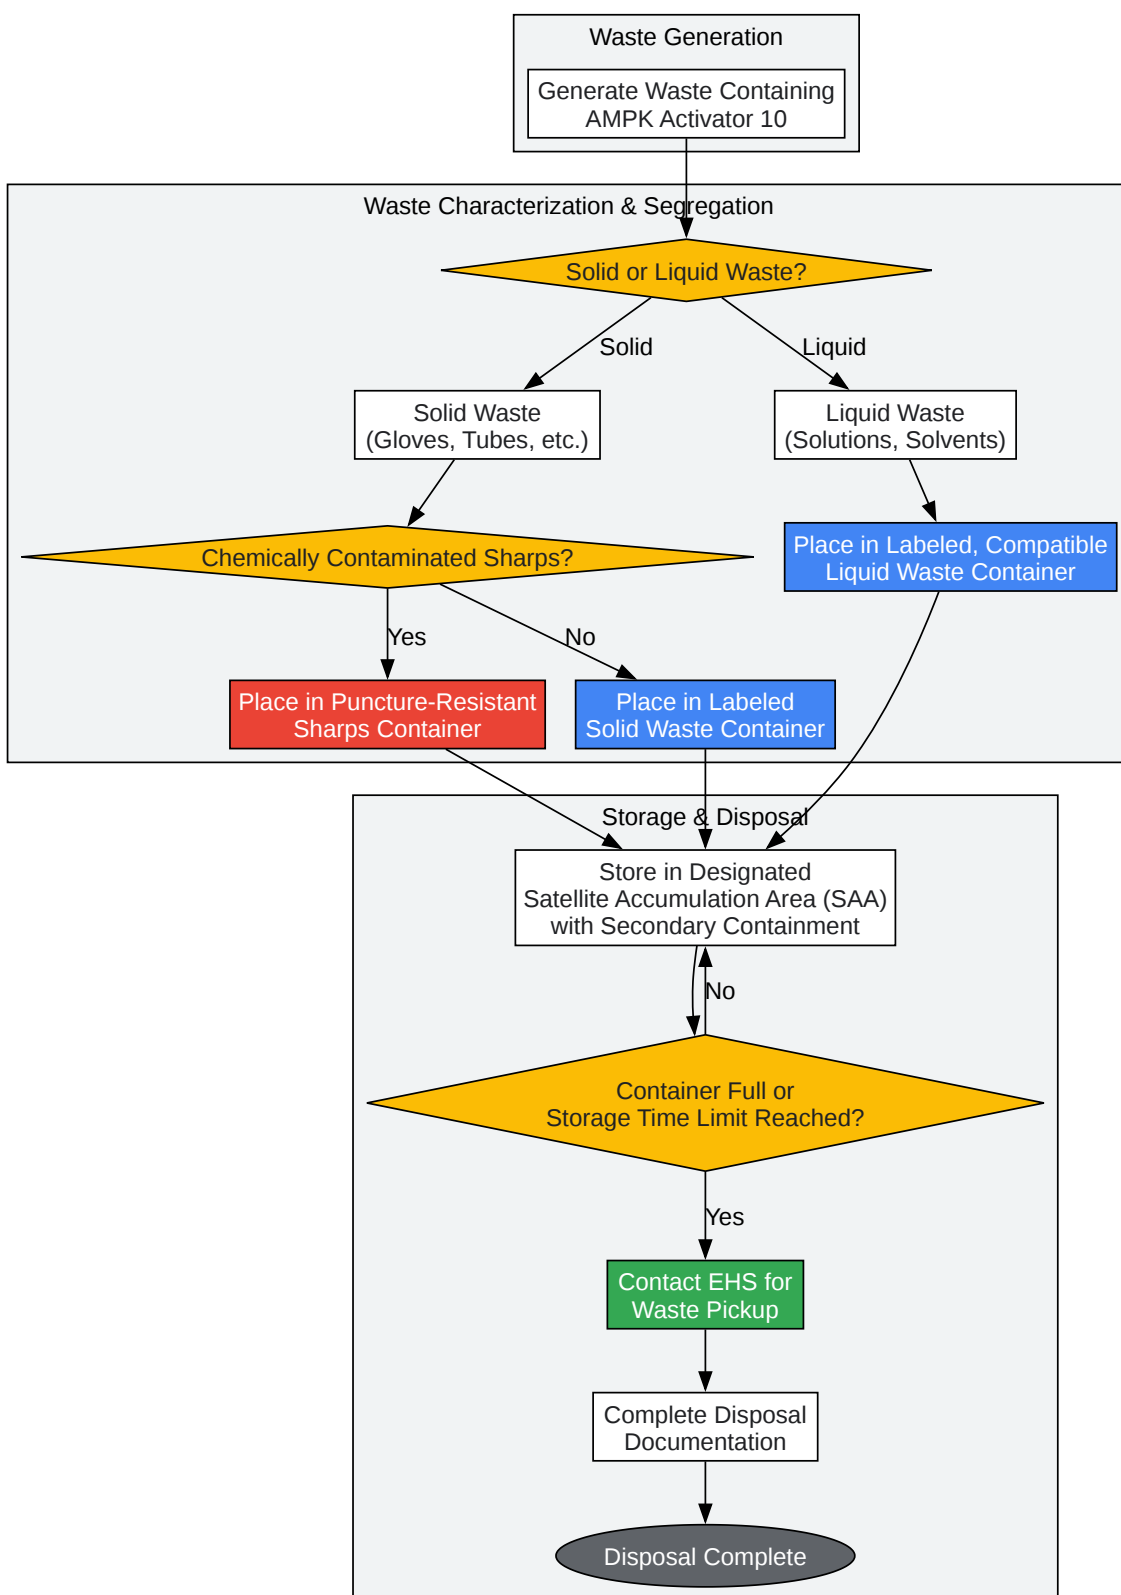 Waste Generation
Generate Waste Containing
AMPK Activator 10
Waste Characterization & Segregation
Solid or Liquid Waste?
Solid
Liquid
Solid Waste
(Gloves, Tubes, etc.)
Liquid Waste
(Solutions, Solvents)
Chemically Contaminated Sharps?
Place in Labeled, Compatible
Liquid Waste Container
Yes
No
Place in Puncture-Resistant
Sharps Container
Place in Labeled
Solid Waste Container
Storage & Disposal
Store in Designated
Satellite Accumulation Area (SAA)
with Secondary Containment
No
Container Full or
Storage Time Limit Reached?
Yes
Contact EHS for
Waste Pickup
Complete Disposal
Documentation
Disposal Complete